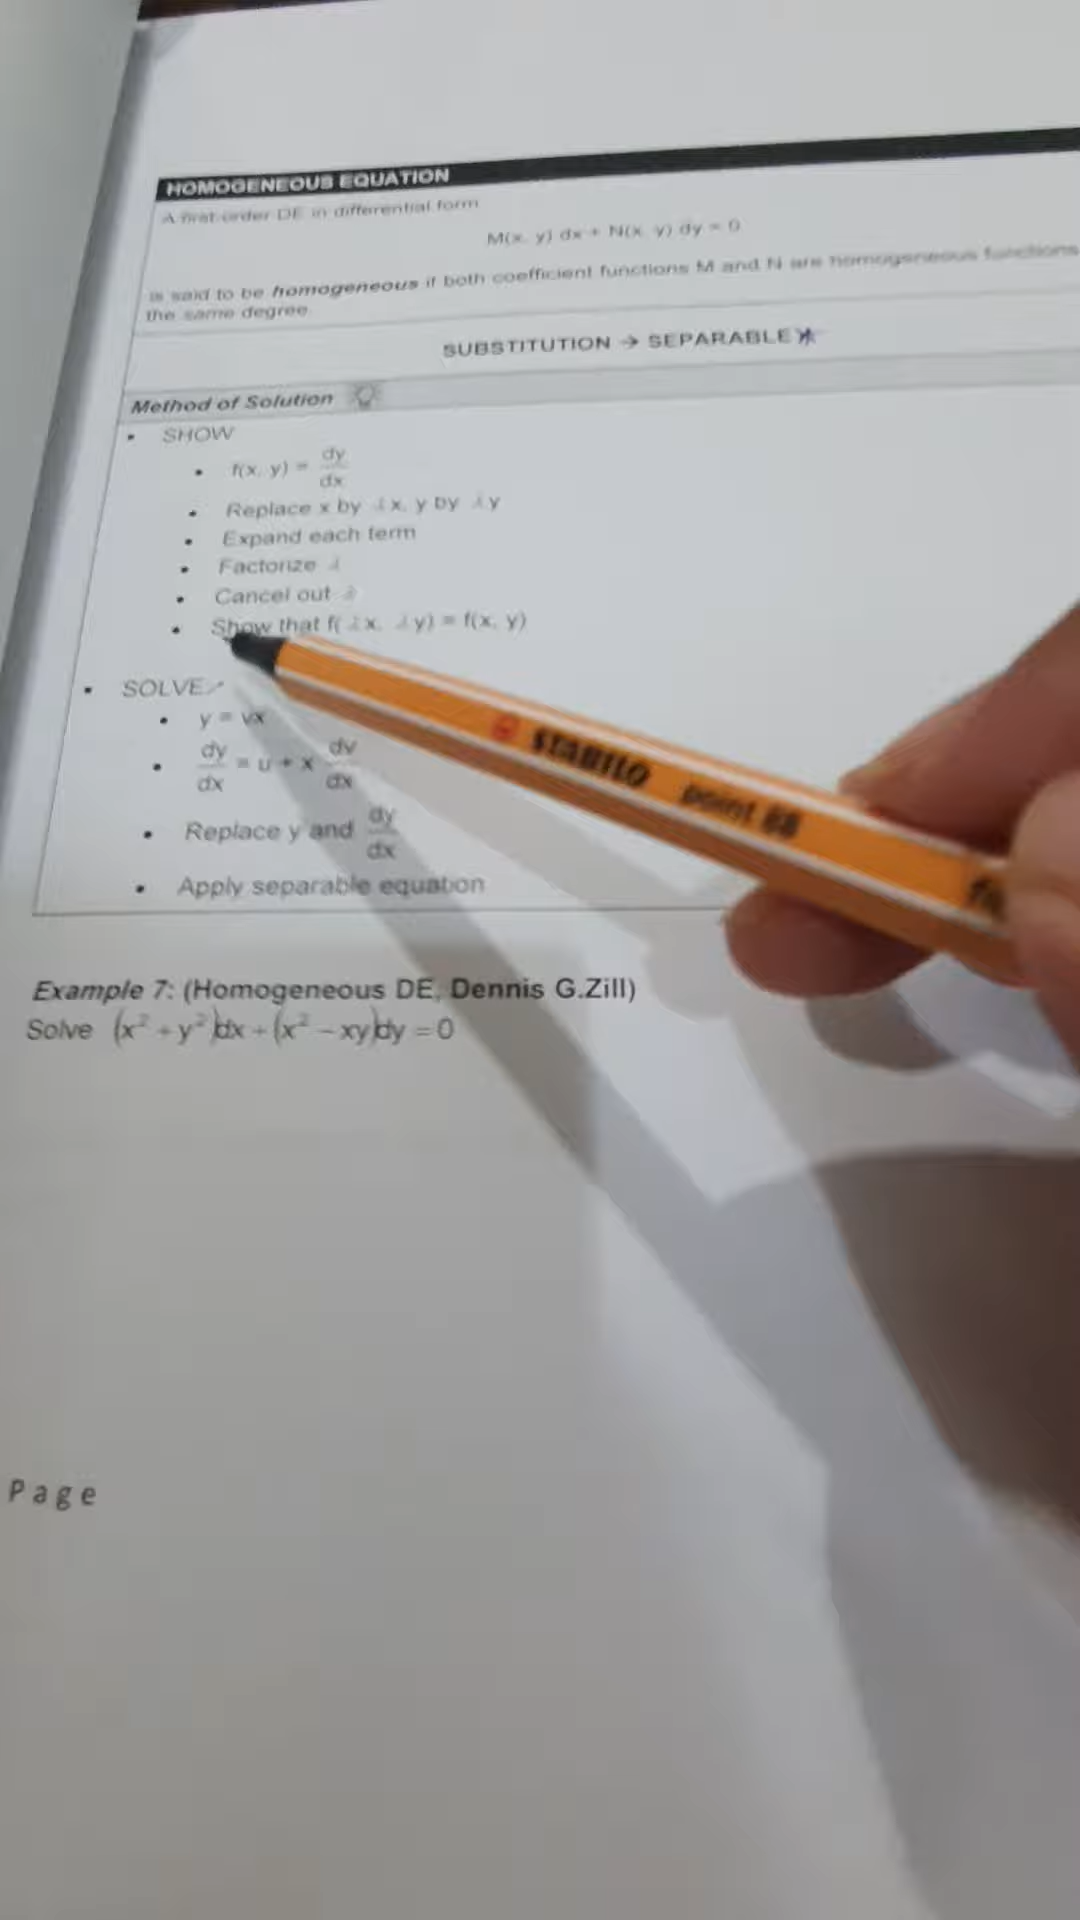 HOMOGENEOUS EQUATION
A first-order DE in differential form
M(x, y) dx + N(x, y) dy = 0
is said to be homogeneous if both coefficient functions M and N are homogeneous functions
the same degree
SUBSTITUTION → SEPARABLE
Method of Solution
• SHOW
• f(x, y) = dy/dx
• Replace x by λx, y by λy
• Expand each term
• Factorize λ
• Cancel out λ
• Show that f(λx, λy) = f(x, y)
• SOLVE
• y = vx
• dy/dx = u + x dv/dx
• Replace y and dy/dx
• Apply separable equation
STABILO point 88
Example 7: (Homogeneous DE, Dennis G.Zill)
Solve (x² + y²)dx + (x² – xy)dy = 0
Page